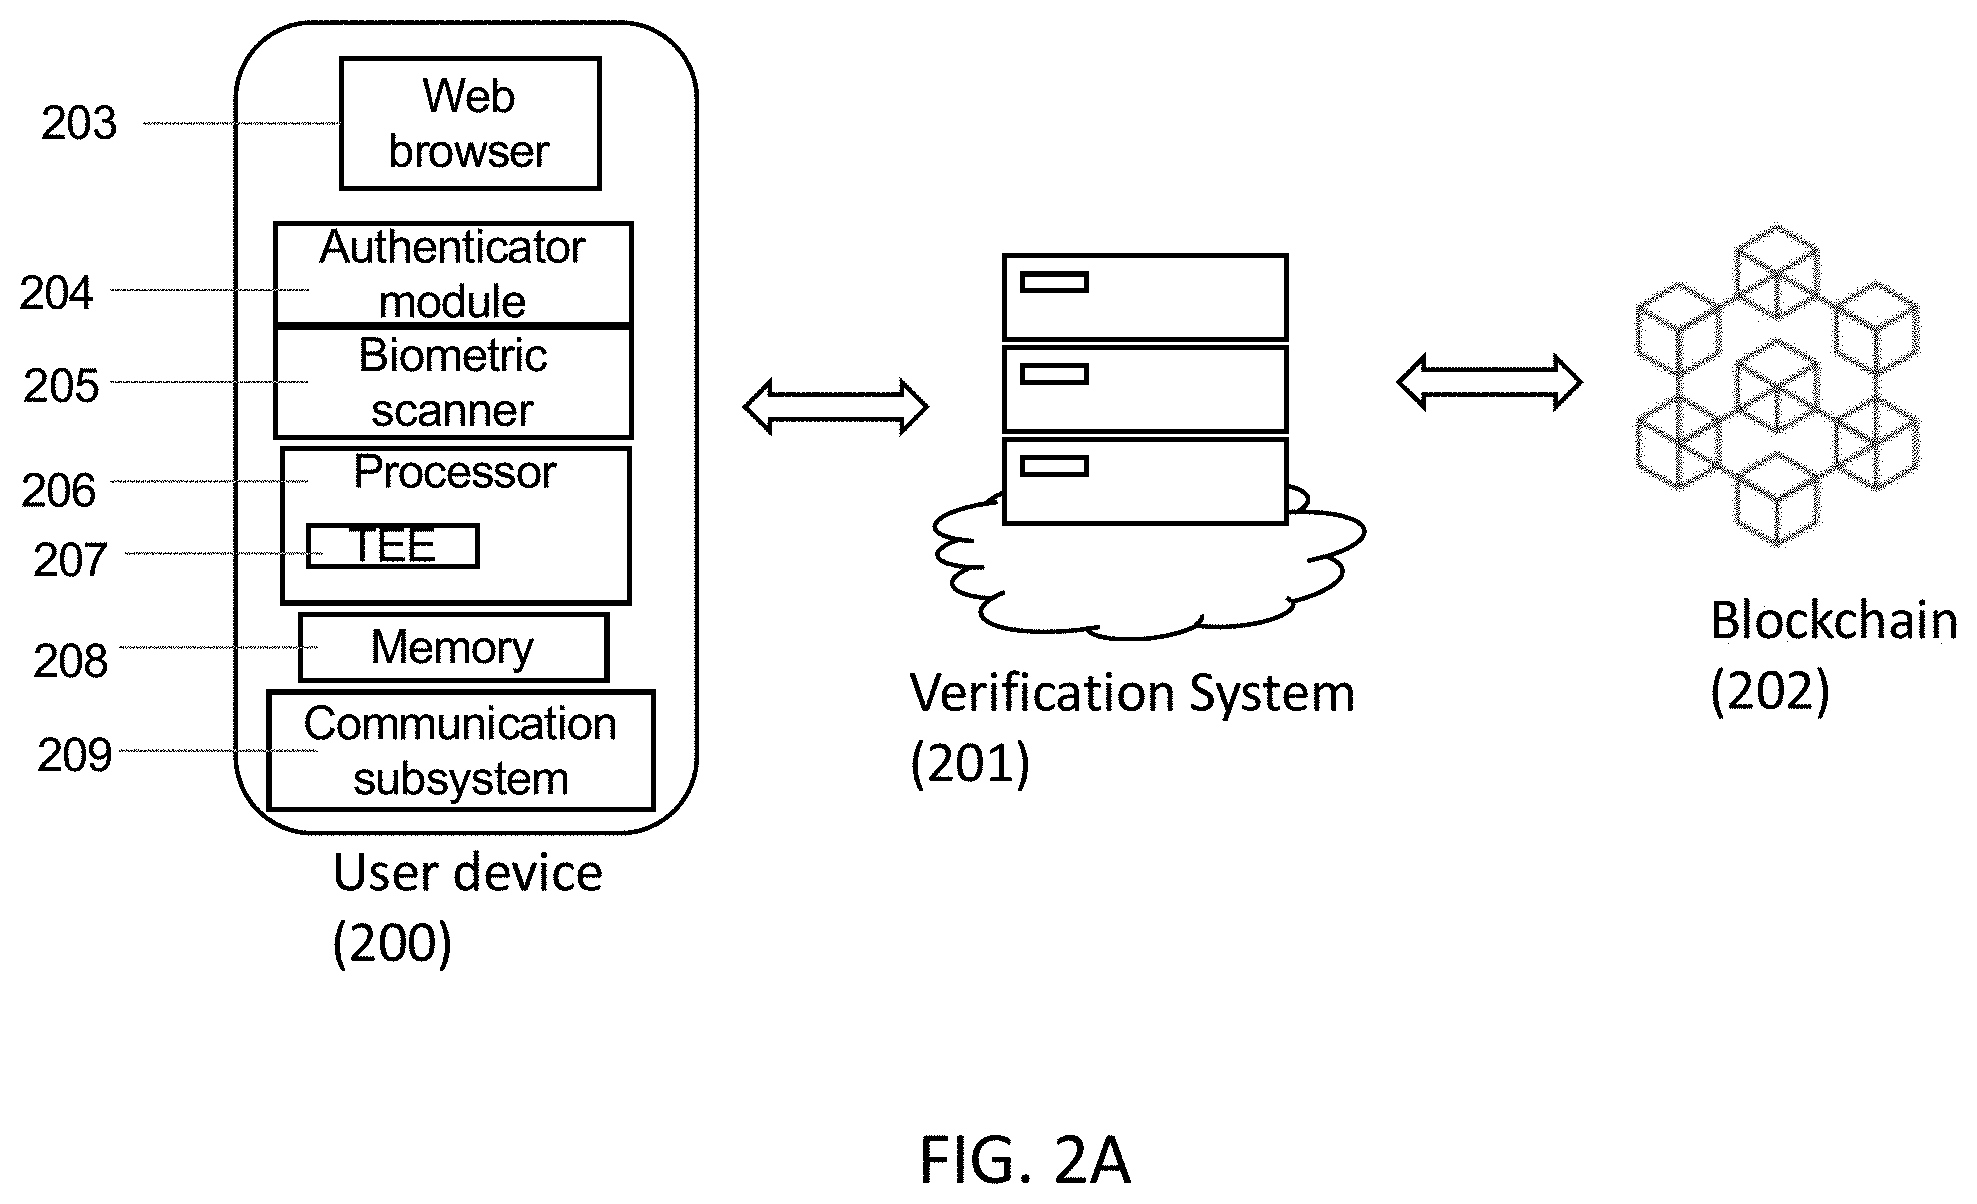 203
Web
browser
204
Authenticator
module
205
Biometric
scanner
206
Processor
207
TEE
208
Memory
209
Communication
subsystem
User device
(200)
Verification System
(201)
Blockchain
(202)
FIG. 2A